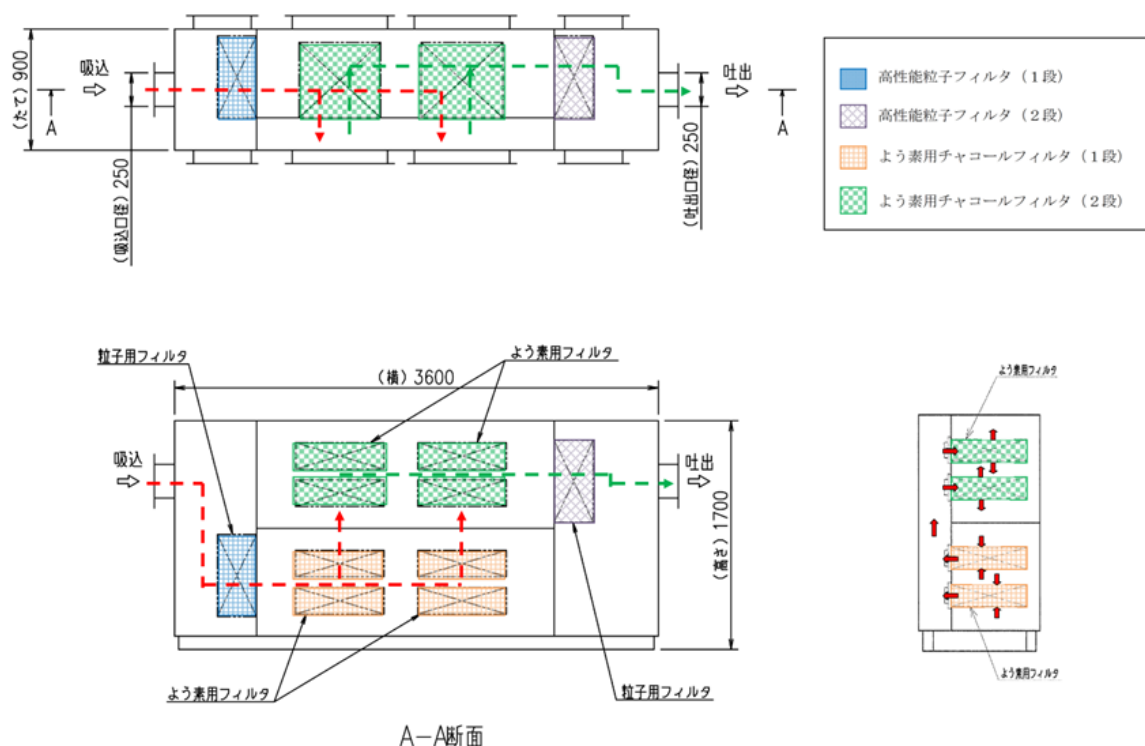 吸込
(たて) 900
A
(吸込口径) 250
吐出
A
(吐出口径) 250
高性能粒子フィルタ (1段)
高性能粒子フィルタ (2段)
よう素用チャコールフィルタ (1段)
よう素用チャコールフィルタ (2段)
粒子用フィルタ
よう素用フィルタ
(横) 3600
吸込
吐出
(高さ) 1700
よう素用フィルタ
粒子用フィルタ
A-A断面
よう素用フィルタ
よう素用フィルタ